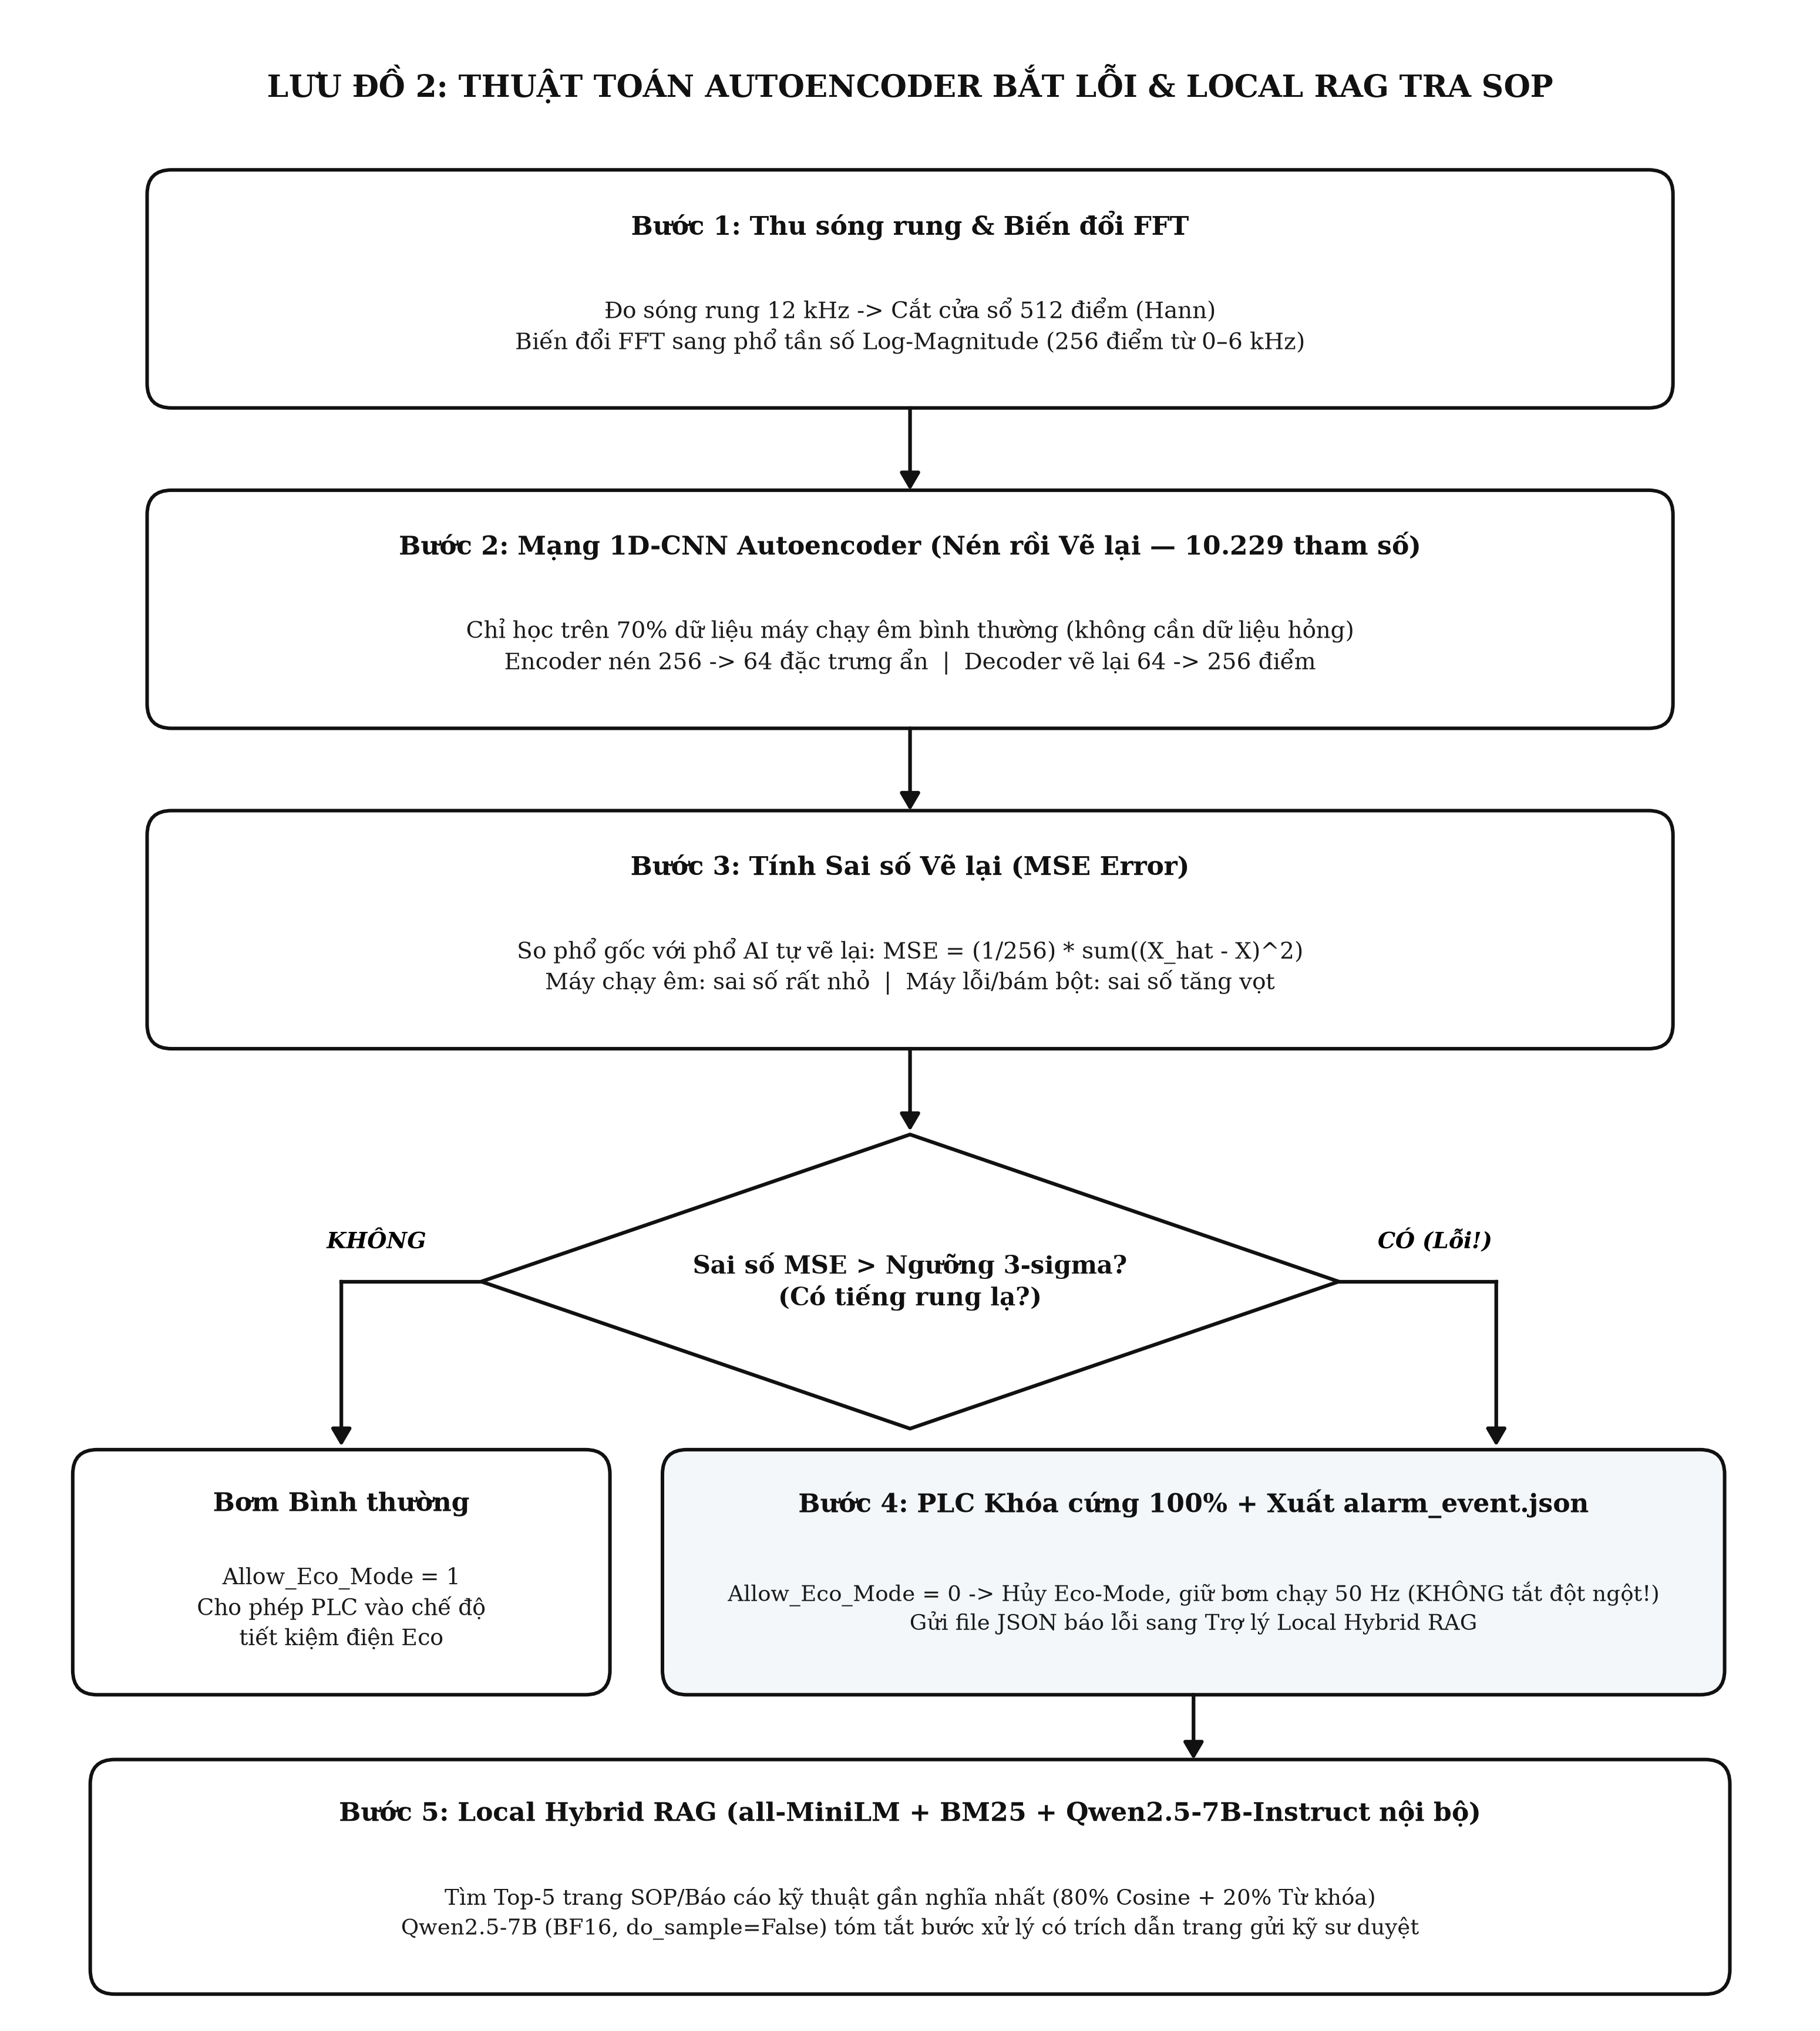 LƯU ĐỒ 2: THUẬT TOÁN AUTOENCODER BẮT LỖI & LOCAL RAG TRA SOP
Bước 1: Thu sóng rung & Biến đổi FFT
Đo sóng rung 12 kHz -> Cắt cửa sổ 512 điểm (Hann)
Biến đổi FFT sang phổ tần số Log-Magnitude (256 điểm từ 0–6 kHz)
Bước 2: Mạng 1D-CNN Autoencoder (Nén rồi Vẽ lại — 10.229 tham số)
Chỉ học trên 70% dữ liệu máy chạy êm bình thường (không cần dữ liệu hỏng)
Encoder nén 256 -> 64 đặc trưng ẩn | Decoder vẽ lại 64 -> 256 điểm
Bước 3: Tính Sai số Vẽ lại (MSE Error)
So phổ gốc với phổ AI tự vẽ lại: MSE = (1/256) * sum((X_hat - X)^2)
Máy chạy êm: sai số rất nhỏ | Máy lỗi/bám bột: sai số tăng vọt
KHÔNG
CÓ (Lỗi!)
Sai số MSE > Ngưỡng 3-sigma?
(Có tiếng rung lạ?)
Bơm Bình thường
Allow_Eco_Mode = 1
Cho phép PLC vào chế độ
tiết kiệm điện Eco
Bước 4: PLC Khóa cứng 100% + Xuất alarm_event.json
Allow_Eco_Mode = 0 -> Hủy Eco-Mode, giữ bơm chạy 50 Hz (KHÔNG tắt đột ngột!)
Gửi file JSON báo lỗi sang Trợ lý Local Hybrid RAG
Bước 5: Local Hybrid RAG (all-MiniLM + BM25 + Qwen2.5-7B-Instruct nội bộ)
Tìm Top-5 trang SOP/Báo cáo kỹ thuật gần nghĩa nhất (80% Cosine + 20% Từ khóa)
Qwen2.5-7B (BF16, do_sample=False) tóm tắt bước xử lý có trích dẫn trang gửi kỹ sư duyệt